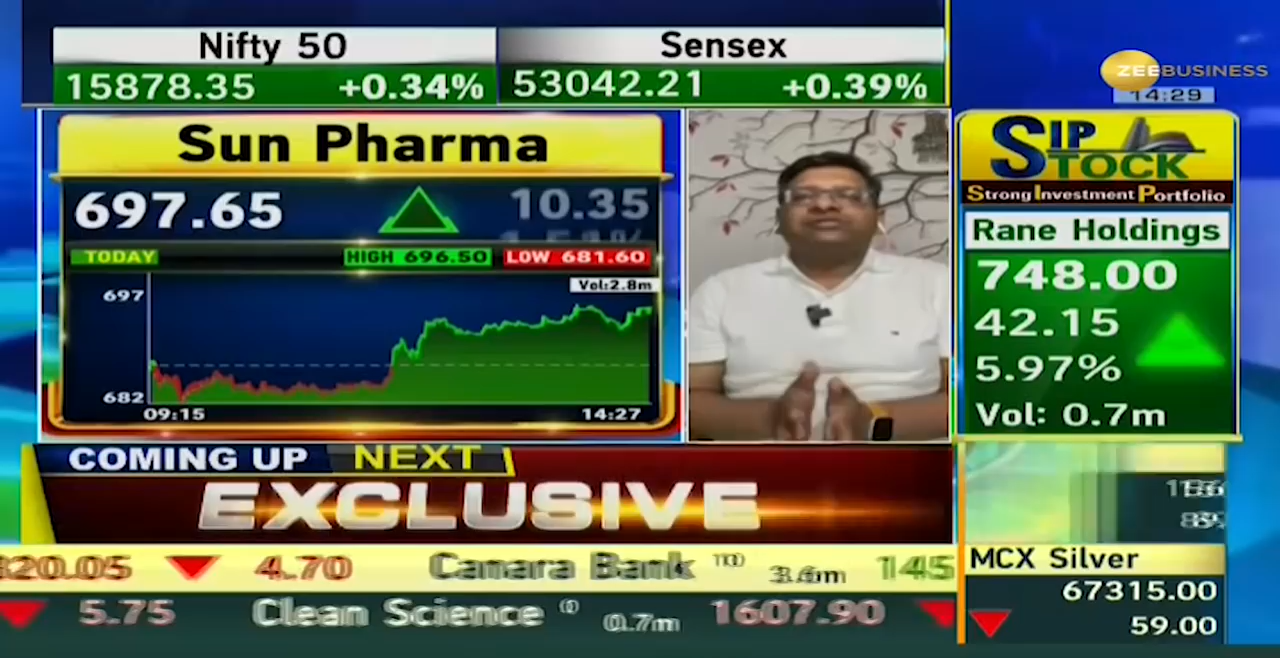 Nifty 50
15878.35 +0.34%
Sensex
53042.21 +0.39%
ZEEBUSINESS
14:29
Sun Pharma
697.65 10.35
TODAY HIGH 696.50 LOW 681.60
Vol:2.8m
697
682
09:15 14:27
SIP STOCK
Strong Investment Portfolio
Rane Holdings
748.00
42.15
5.97%
Vol: 0.7m
COMING UP NEXT
EXCLUSIVE
4.70 Canara Bank 3.6m 145
5.75 Clean Science 0.7m 1607.90
MCX Silver
67315.00
59.00